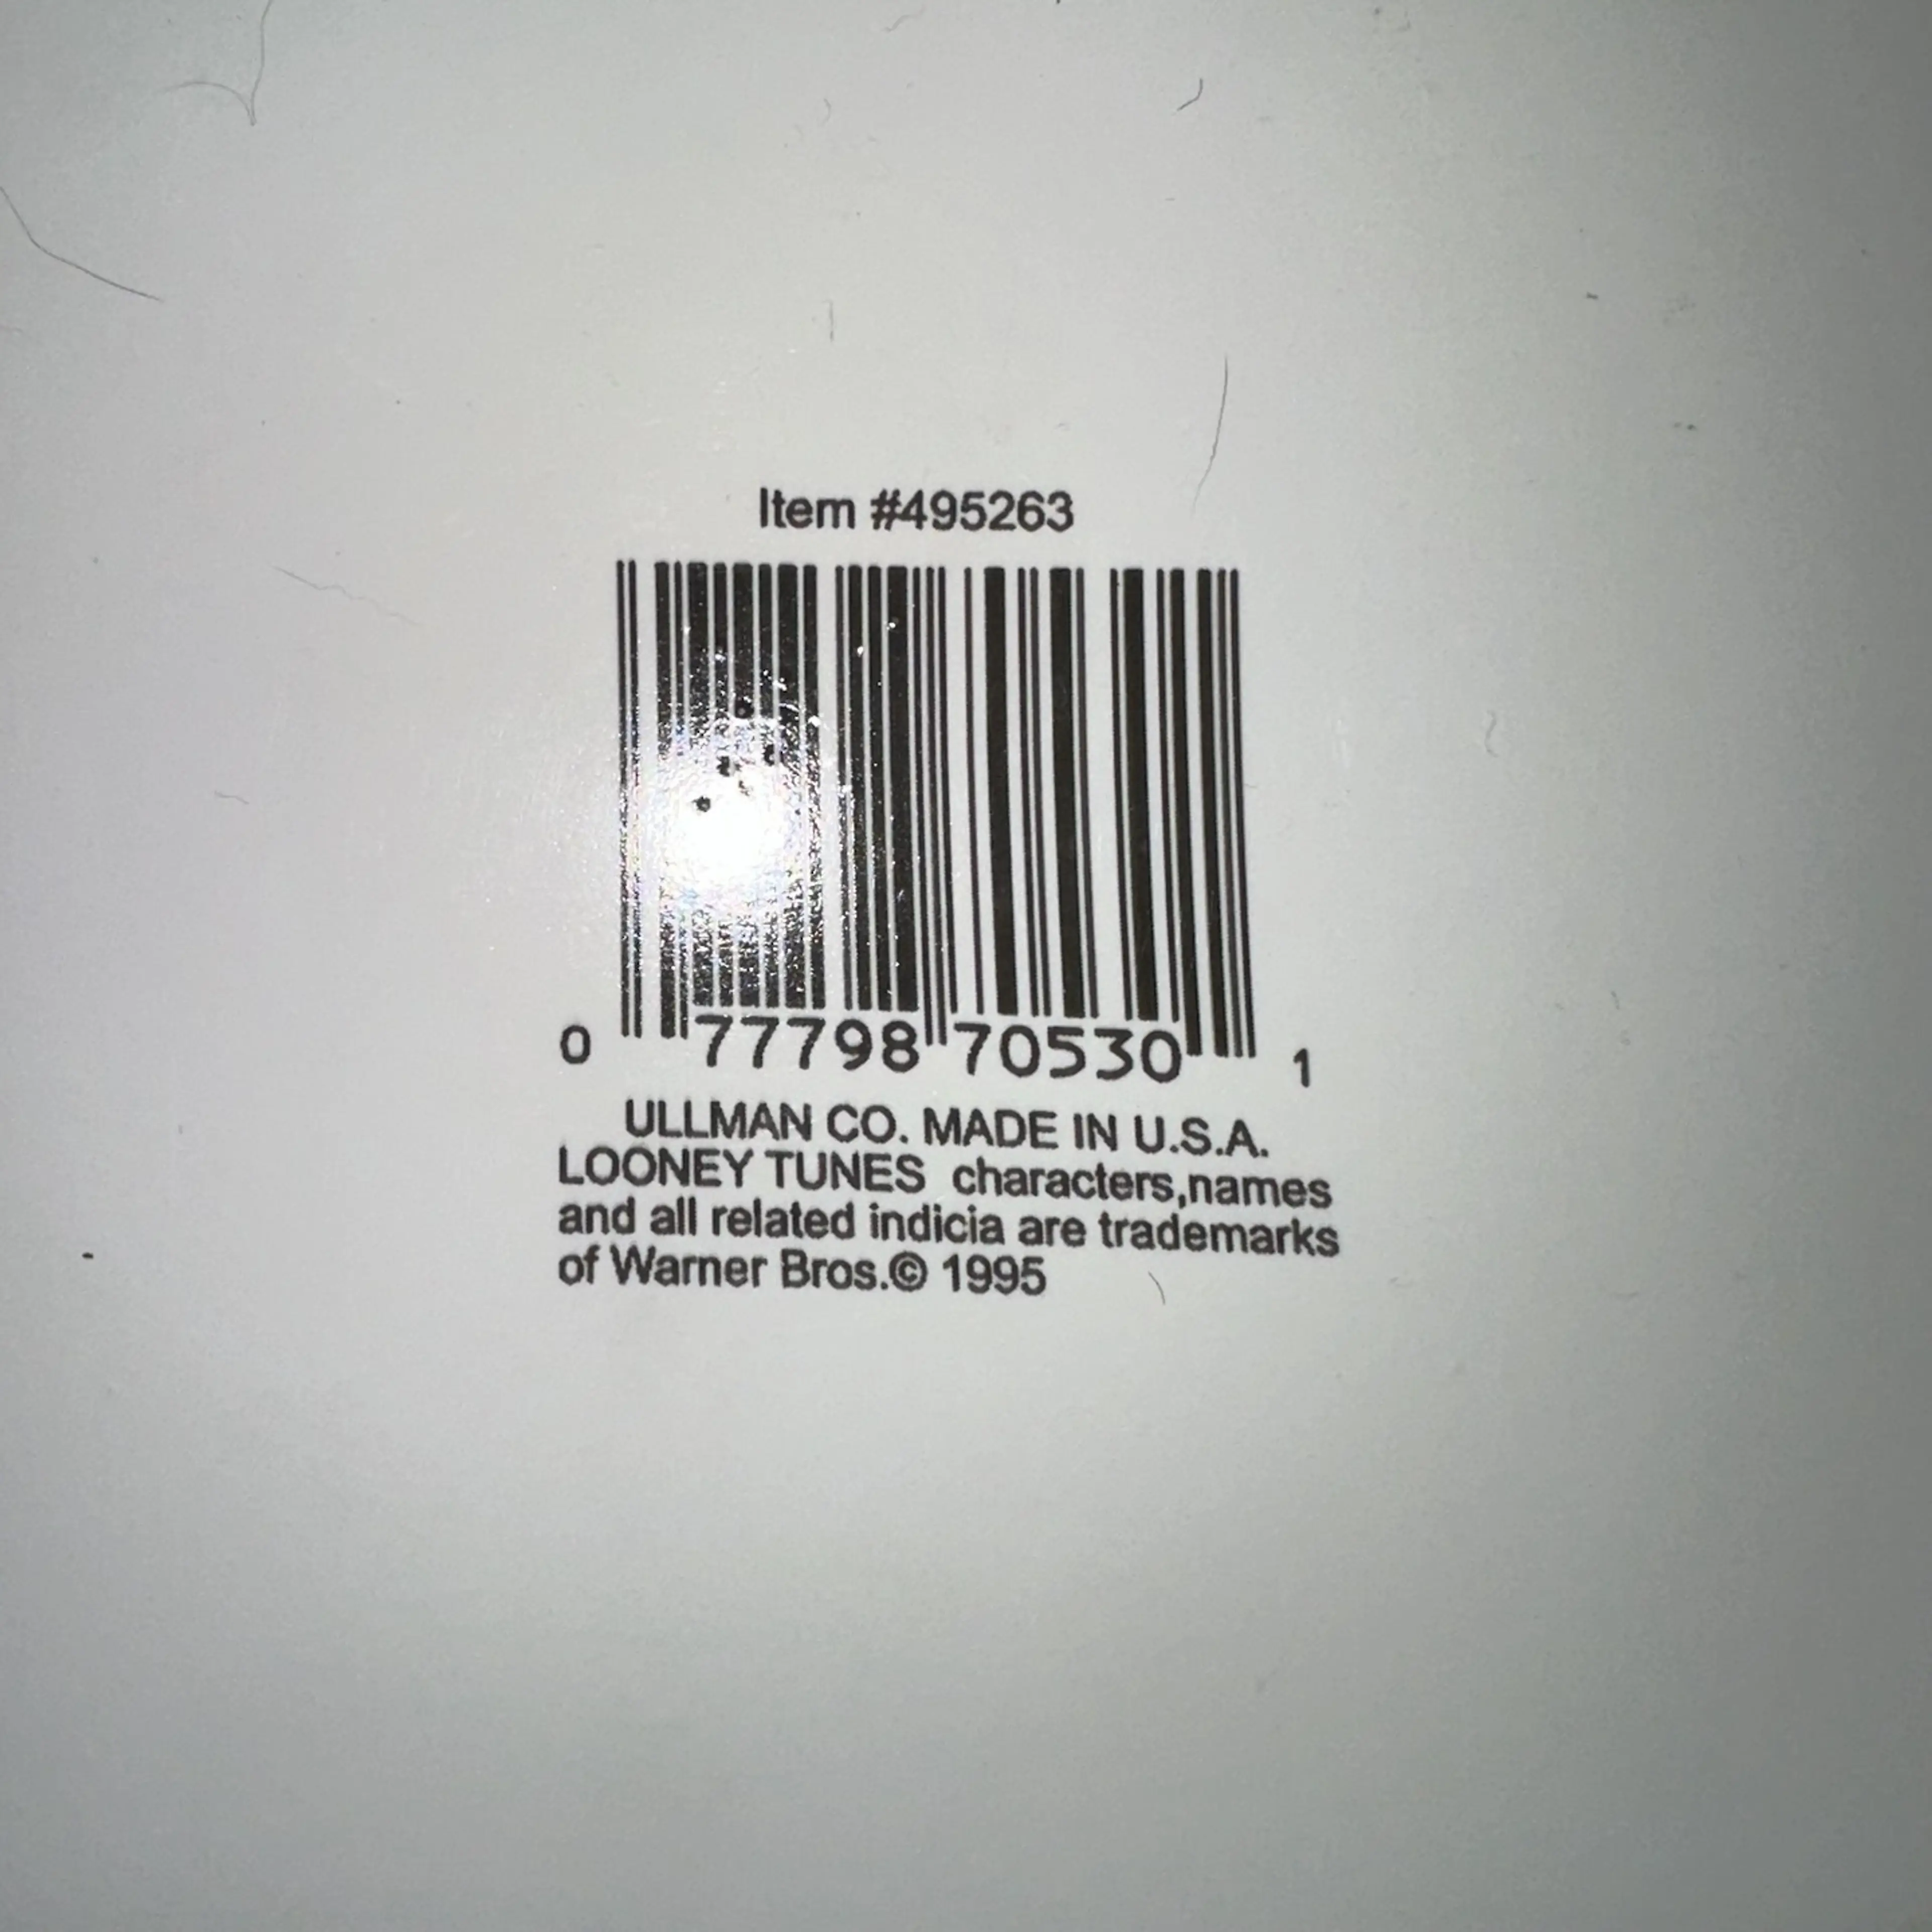 Item #495263
0 77798 70530 1
ULLMAN CO. MADE IN U.S.A.
LOONEY TUNES characters,names
and all related indicia are trademarks
of Warner Bros.© 1995